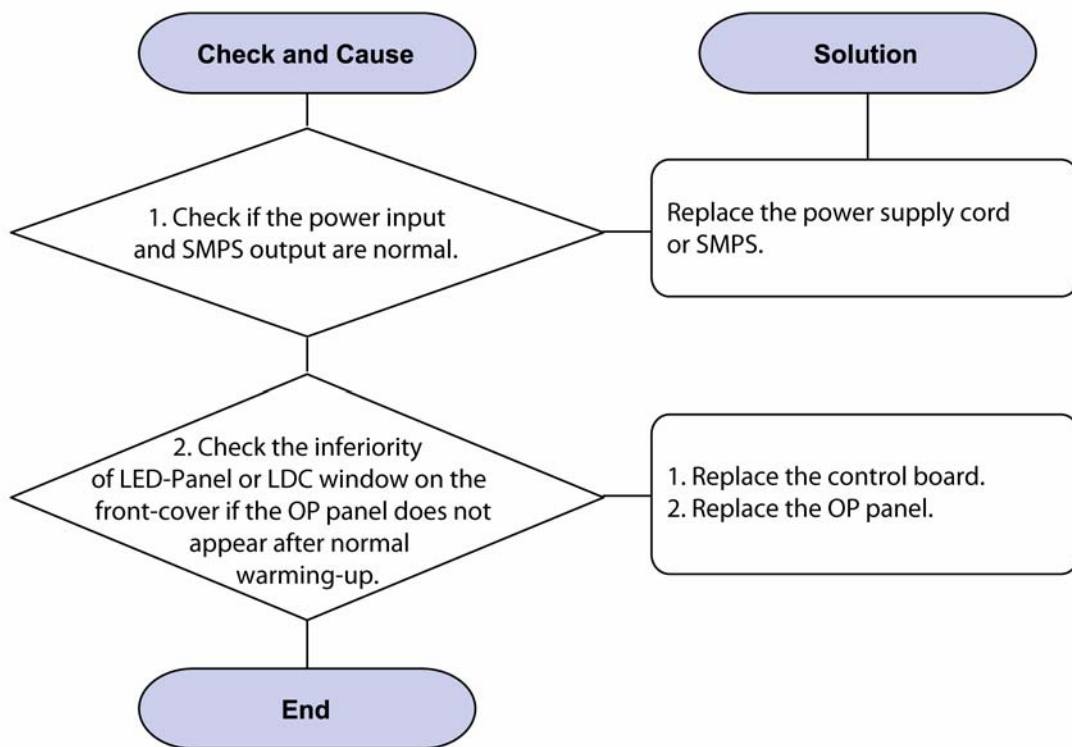 Check and Cause
Solution
1. Check if the power input
and SMPS output are normal.
Replace the power supply cord
or SMPS.
2. Check the inferiority
of LED-Panel or LDC window on the
front-cover if the OP panel does not
appear after normal
warming-up.
1. Replace the control board.
2. Replace the OP panel.
End